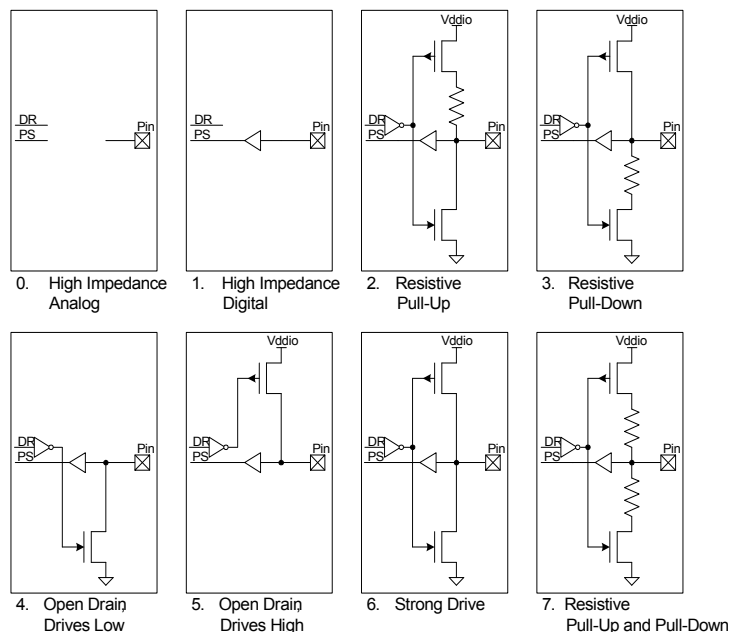 Vddio
Vddio
DR
PS
Pin
DR
PS
Pin
DR
PS
Pin
DR
PS
Pin
0. High Impedance
Analog
1. High Impedance
Digital
2. Resistive
Pull-Up
3. Resistive
Pull-Down
Vddio
Vddio
Vddio
DR
PS
Pin
DR
PS
Pin
DR
PS
Pin
DR
PS
Pin
4. Open Drain,
Drives Low
5. Open Drain,
Drives High
6. Strong Drive
7. Resistive
Pull-Up and Pull-Down